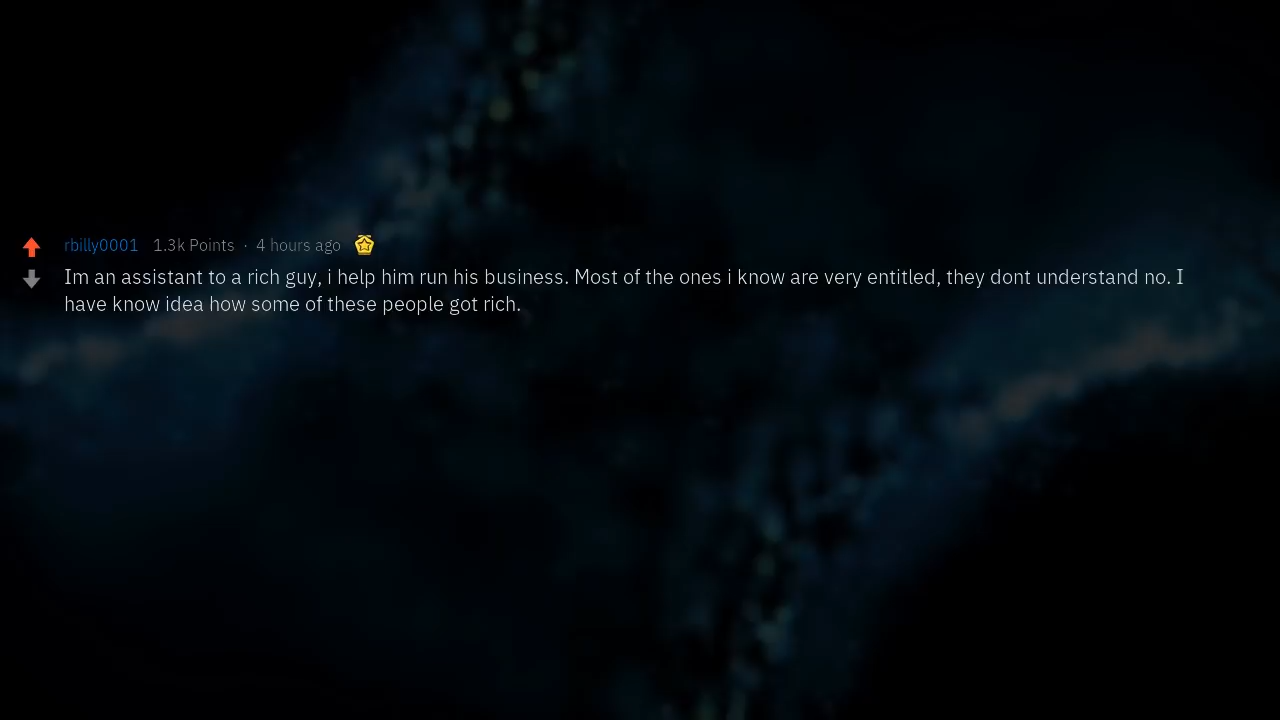 rbilly0001 1.3k Points · 4 hours ago
Im an assistant to a rich guy, i help him run his business. Most of the ones i know are very entitled, they dont understand no. I
have know idea how some of these people got rich.